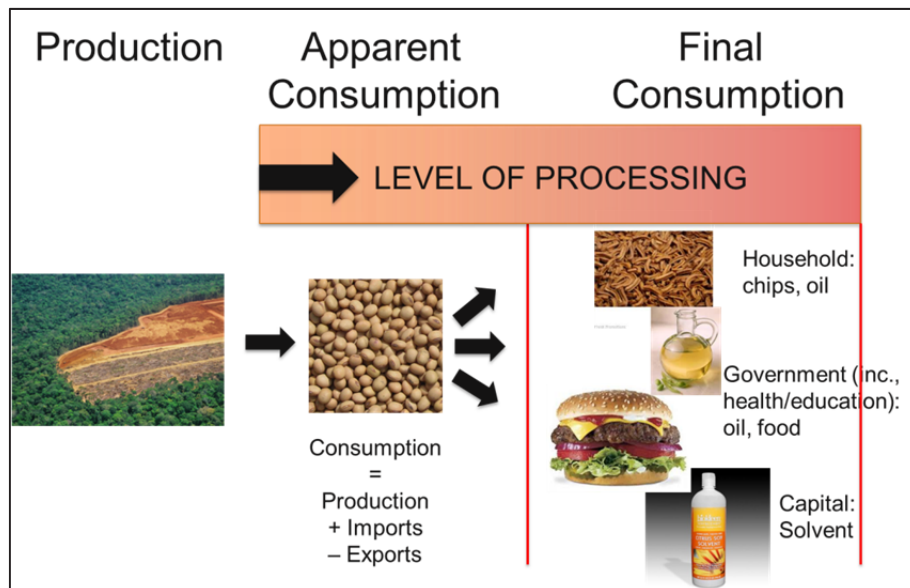 Production
Apparent
Consumption
Final
Consumption
LEVEL OF PROCESSING
Consumption
=
Production
+ Imports
– Exports
Household:
chips, oil
Government (inc.,
health/education):
oil, food
Capital:
Solvent